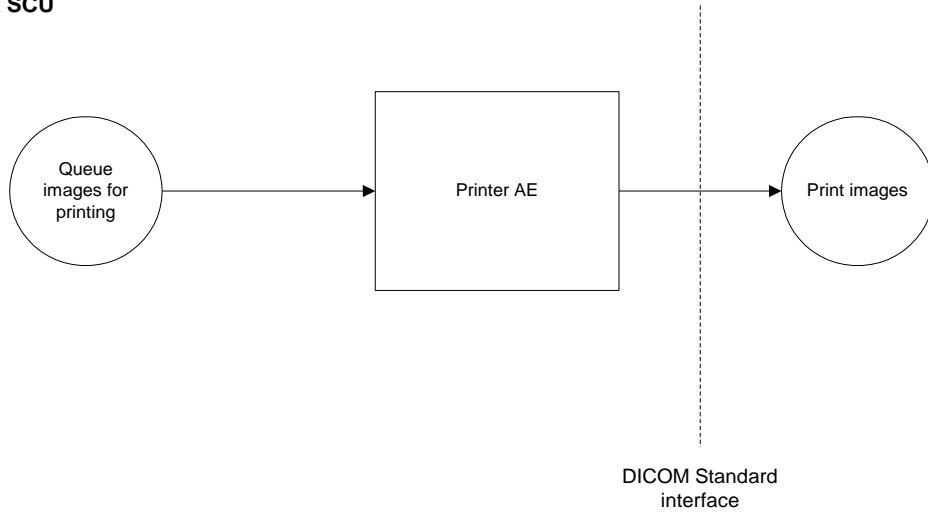 SCU
Queue
images for
printing
Printer AE
Print images
DICOM Standard
interface